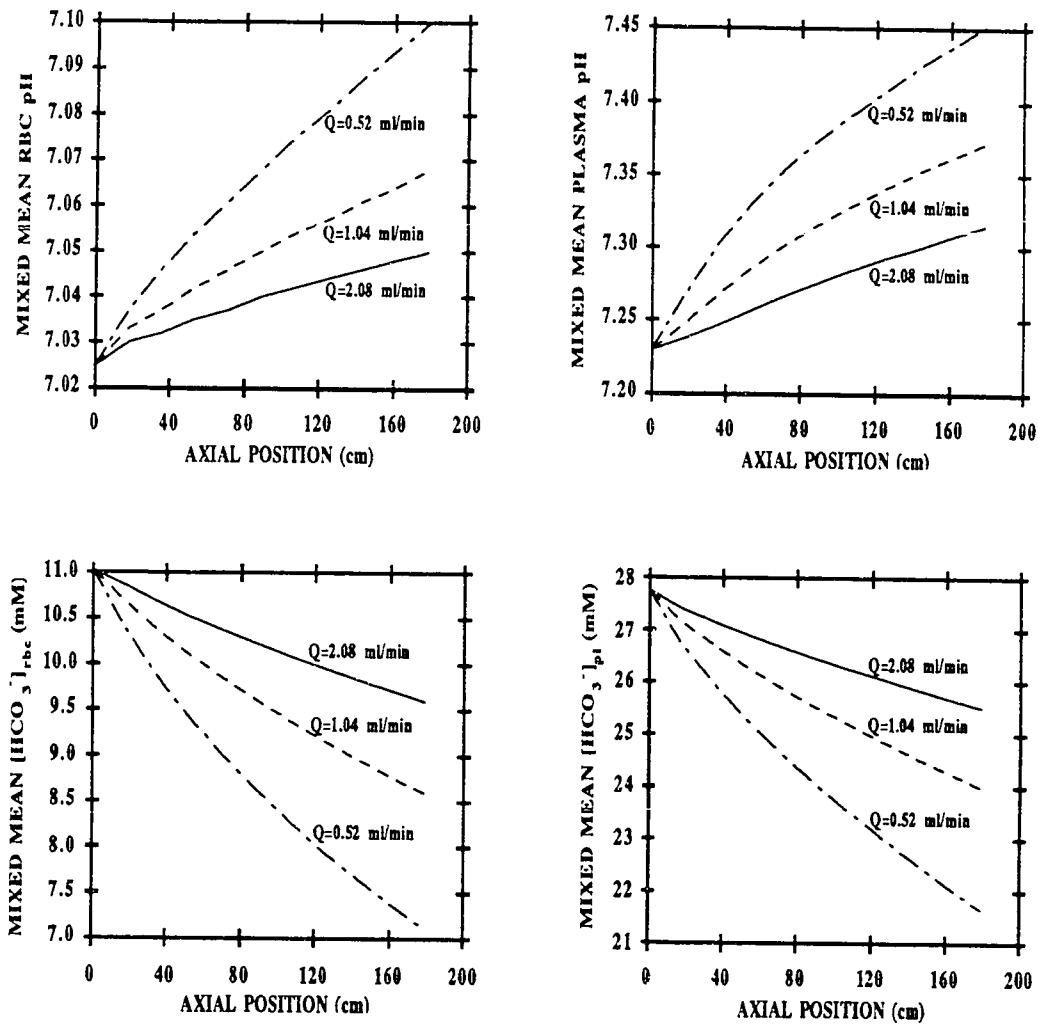 MIXED MEAN RBC pH
7.10
7.09
7.08
7.07
7.06
7.05
7.04
7.03
7.02
Q=0.52 ml/min
Q=1.04 ml/min
Q=2.08 ml/min
0 40 80 120 160 200
AXIAL POSITION (cm)
MIXED MEAN PLASMA pH
7.45
7.40
7.35
7.30
7.25
7.20
Q=0.52 ml/min
Q=1.04 ml/min
Q=2.08 ml/min
0 40 80 120 160 200
AXIAL POSITION (cm)
MIXED MEAN [HCO3-]rbc (mM)
11.0
10.5
10.0
9.5
9.0
8.5
8.0
7.5
7.0
Q=2.08 ml/min
Q=1.04 ml/min
Q=0.52 ml/min
0 40 80 120 160 200
AXIAL POSITION (cm)
MIXED MEAN [HCO3-]pl (mM)
28
27
26
25
24
23
22
21
Q=2.08 ml/min
Q=1.04 ml/min
Q=0.52 ml/min
0 40 80 120 160 200
AXIAL POSITION (cm)